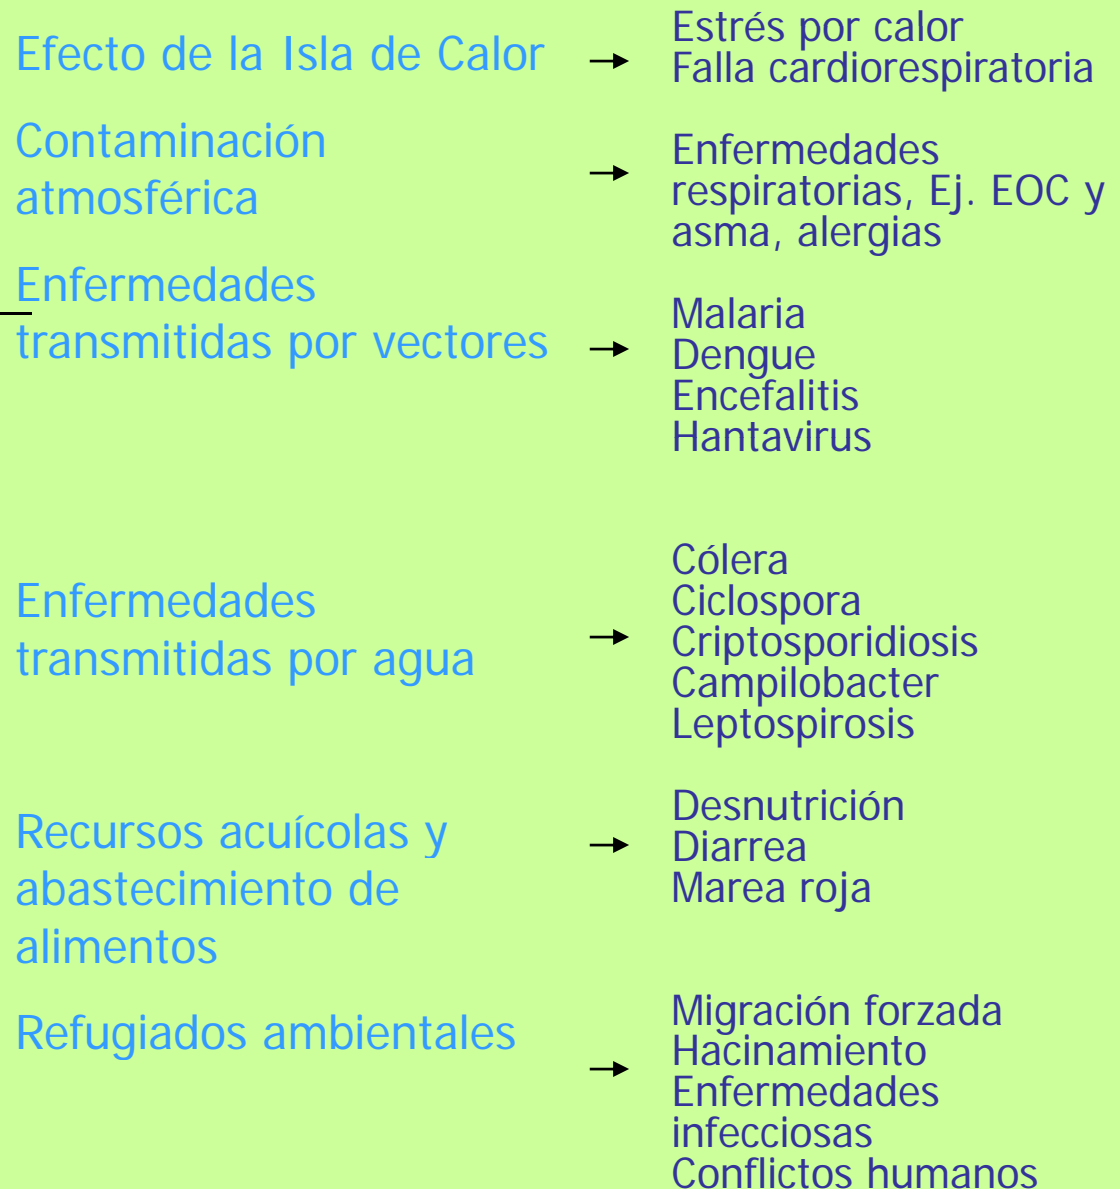 Efecto de la Isla de Calor
Estrés por calor
Falla cardiorespiratoria
Contaminación
atmosférica
Enfermedades
respiratorias, Ej. EOC y
asma, alergias
Enfermedades
transmitidas por vectores
Malaria
Dengue
Encefalitis
Hantavirus
Enfermedades
transmitidas por agua
Cólera
Ciclospora
Criptosporidiosis
Campilobacter
Leptospirosis
Recursos acuícolas y
abastecimiento de
alimentos
Desnutrición
Diarrea
Marea roja
Refugiados ambientales
Migración forzada
Hacinamiento
Enfermedades
infecciosas
Conflictos humanos